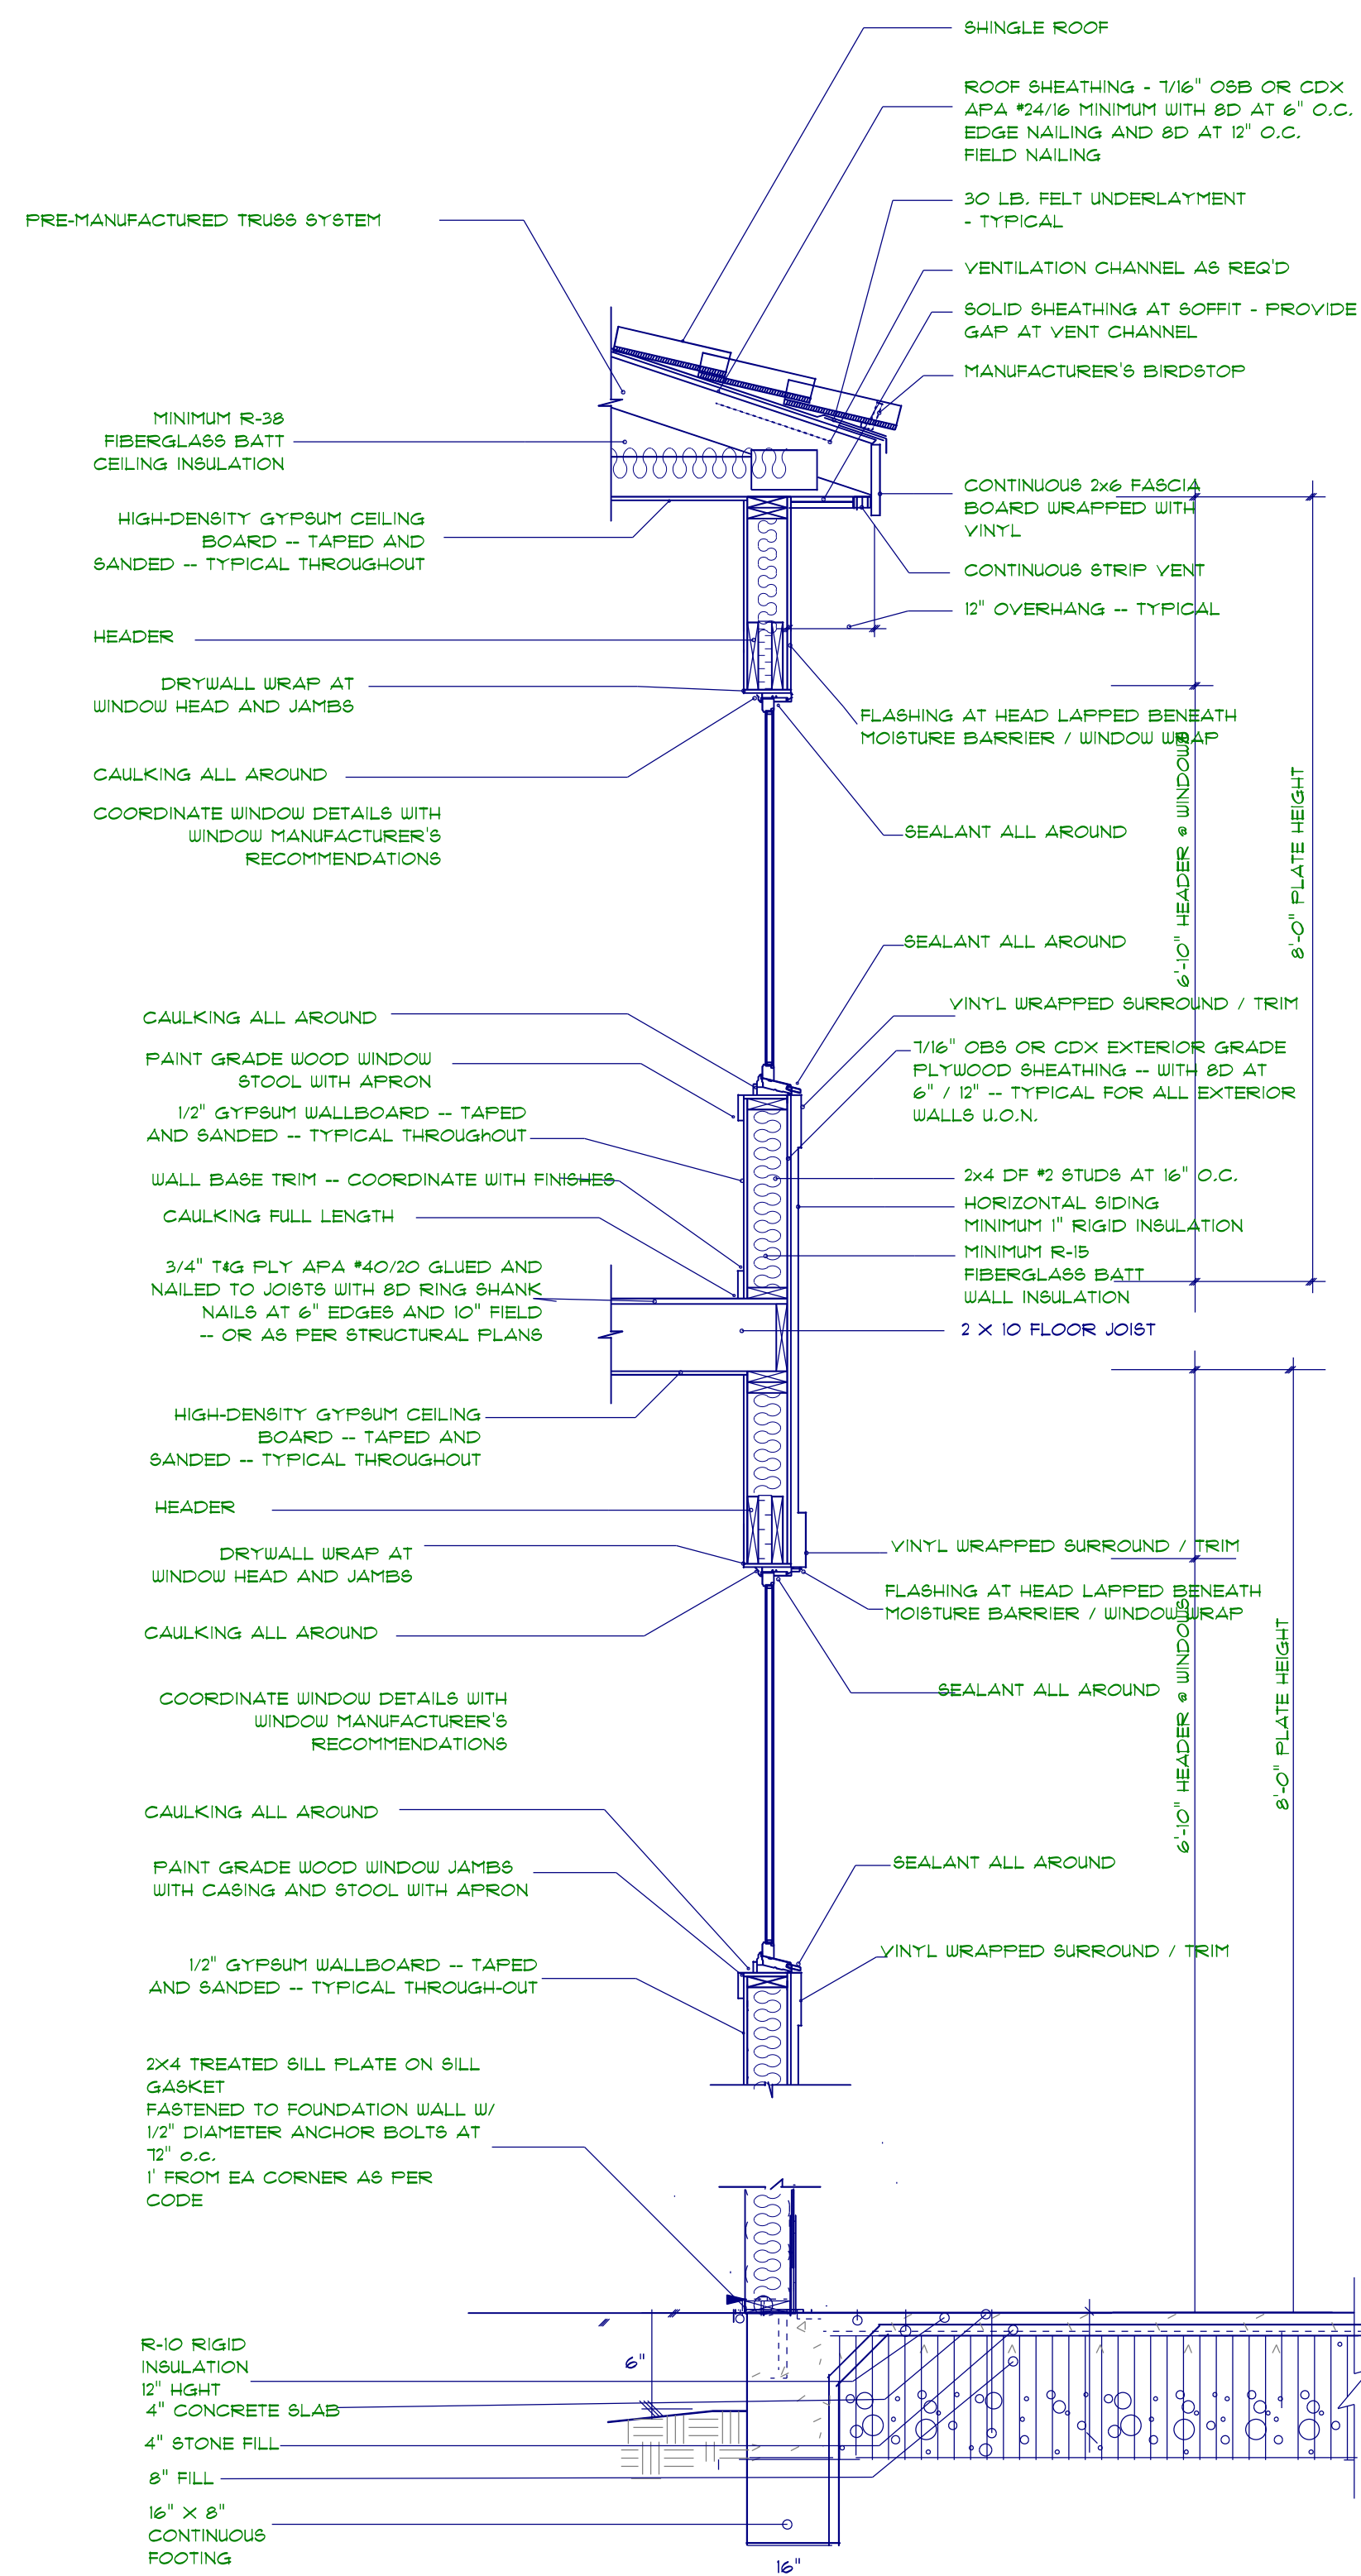 SHINGLE ROOF
ROOF SHEATHING - 7/16" OSB OR CDX
APA #24/16 MINIMUM WITH 8D AT 6" O.C.
EDGE NAILING AND 8D AT 12" O.C.
FIELD NAILING
30 LB. FELT UNDERLAYMENT
- TYPICAL
PRE-MANUFACTURED TRUSS SYSTEM
VENTILATION CHANNEL AS REQ'D
SOLID SHEATHING AT SOFFIT - PROVIDE
GAP AT VENT CHANNEL
MANUFACTURER'S BIRDSTOP
MINIMUM R-38
FIBERGLASS BATT
CEILING INSULATION
CONTINUOUS 2x6 FASCIA
BOARD WRAPPED WITH
VINYL
HIGH-DENSITY GYPSUM CEILING
BOARD -- TAPED AND
SANDED -- TYPICAL THROUGHOUT
CONTINUOUS STRIP VENT
12" OVERHANG -- TYPICAL
HEADER
DRYWALL WRAP AT
WINDOW HEAD AND JAMBS
FLASHING AT HEAD LAPPED BENEATH
MOISTURE BARRIER / WINDOW WRAP
CAULKING ALL AROUND
COORDINATE WINDOW DETAILS WITH
WINDOW MANUFACTURER'S
RECOMMENDATIONS
SEALANT ALL AROUND
6'-10" HEADER @ WINDOWS
8'-0" PLATE HEIGHT
SEALANT ALL AROUND
VINYL WRAPPED SURROUND / TRIM
CAULKING ALL AROUND
7/16" OBS OR CDX EXTERIOR GRADE
PLYWOOD SHEATHING -- WITH 8D AT
6" / 12" -- TYPICAL FOR ALL EXTERIOR
WALLS U.O.N.
PAINT GRADE WOOD WINDOW
STOOL WITH APRON
1/2" GYPSUM WALLBOARD -- TAPED
AND SANDED -- TYPICAL THROUGhOUT
WALL BASE TRIM -- COORDINATE WITH FINISHES
2x4 DF #2 STUDS AT 16" O.C.
HORIZONTAL SIDING
MINIMUM 1" RIGID INSULATION
CAULKING FULL LENGTH
MINIMUM R-15
FIBERGLASS BATT
WALL INSULATION
3/4" T&G PLY APA #40/20 GLUED AND
NAILED TO JOISTS WITH 8D RING SHANK
NAILS AT 6" EDGES AND 10" FIELD
-- OR AS PER STRUCTURAL PLANS
2 X 10 FLOOR JOIST
HIGH-DENSITY GYPSUM CEILING
BOARD -- TAPED AND
SANDED -- TYPICAL THROUGHOUT
HEADER
DRYWALL WRAP AT
WINDOW HEAD AND JAMBS
VINYL WRAPPED SURROUND / TRIM
FLASHING AT HEAD LAPPED BENEATH
MOISTURE BARRIER / WINDOW WRAP
CAULKING ALL AROUND
SEALANT ALL AROUND
COORDINATE WINDOW DETAILS WITH
WINDOW MANUFACTURER'S
RECOMMENDATIONS
6'-10" HEADER @ WINDOWS
8'-0" PLATE HEIGHT
CAULKING ALL AROUND
PAINT GRADE WOOD WINDOW JAMBS
WITH CASING AND STOOL WITH APRON
SEALANT ALL AROUND
VINYL WRAPPED SURROUND / TRIM
1/2" GYPSUM WALLBOARD -- TAPED
AND SANDED -- TYPICAL THROUGH-OUT
2X4 TREATED SILL PLATE ON SILL
GASKET
FASTENED TO FOUNDATION WALL W/
1/2" DIAMETER ANCHOR BOLTS AT
72" o.c.
1' FROM EA CORNER AS PER
CODE
R-10 RIGID
INSULATION
12" HGHT
6"
4" CONCRETE SLAB
4" STONE FILL
8" FILL
16" X 8"
CONTINUOUS
FOOTING
16"